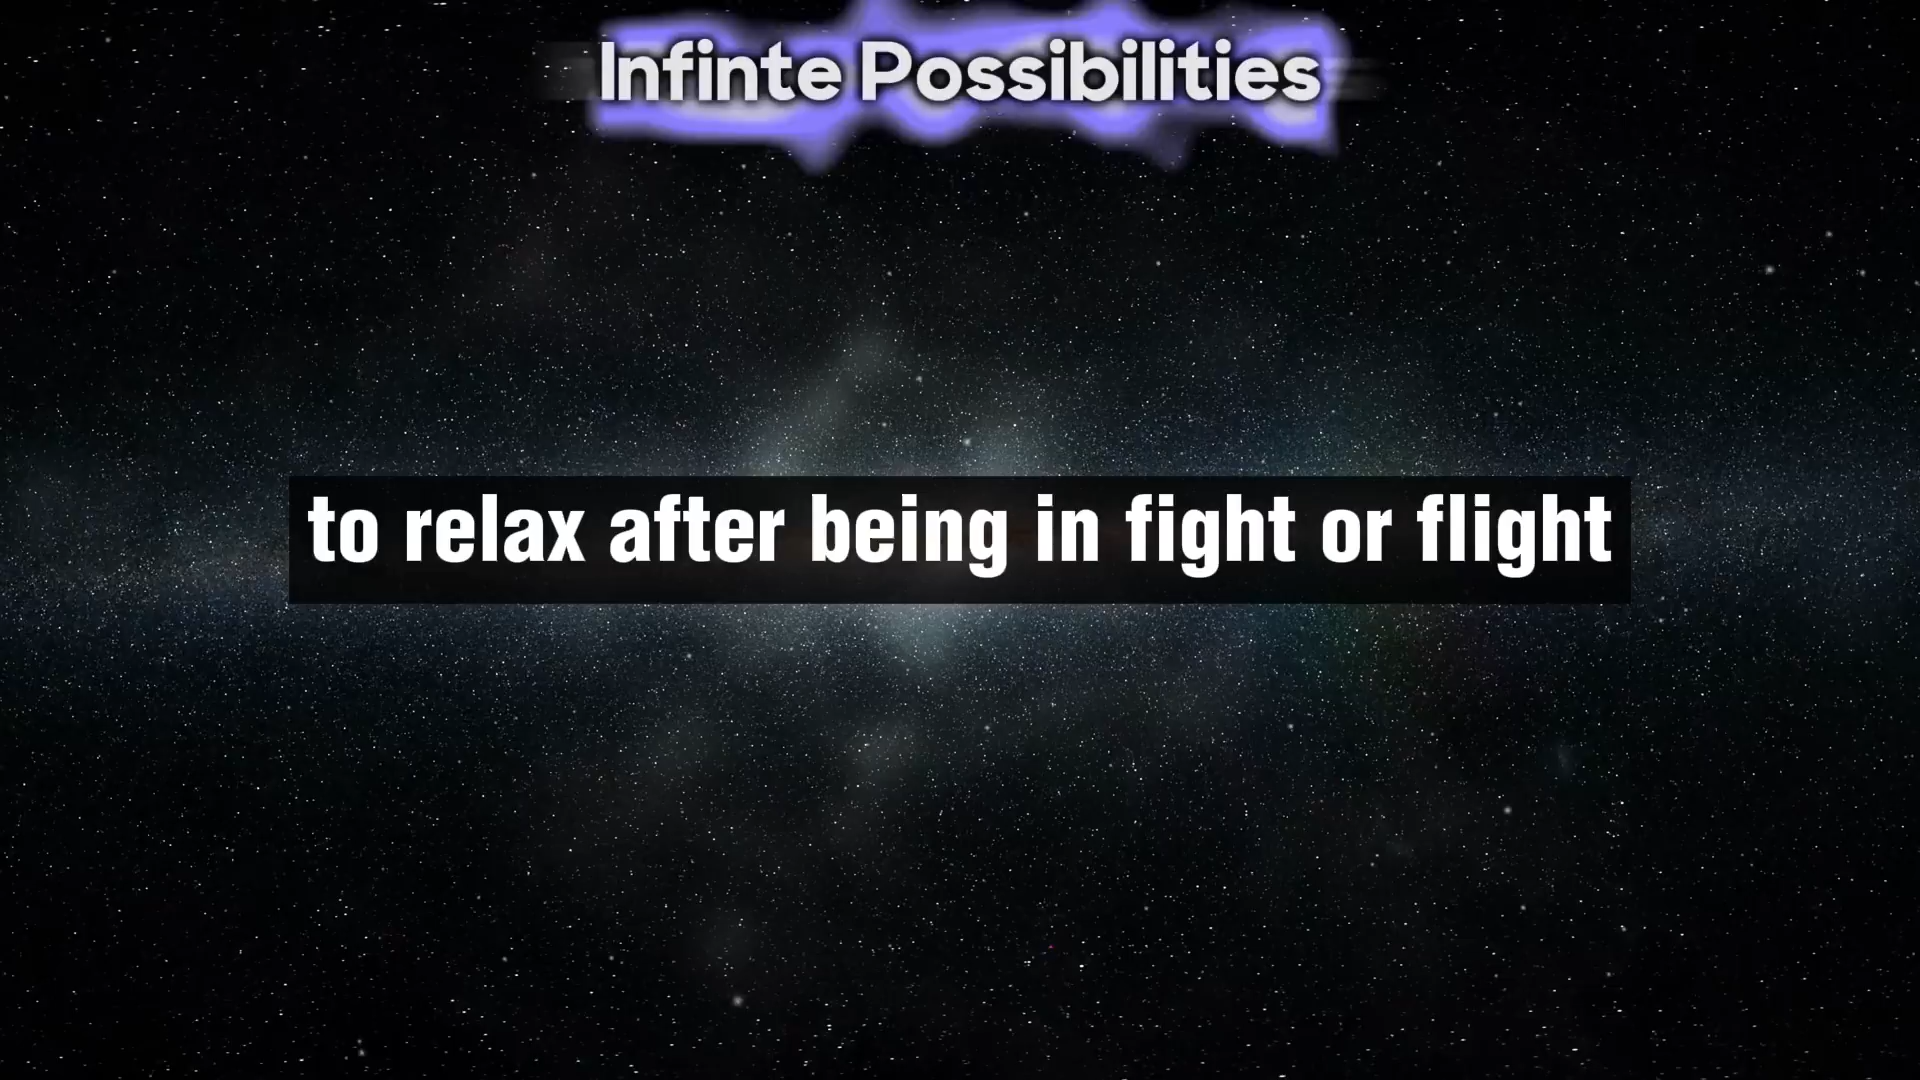 Infinte Possibilities
to relax after being in fight or flight